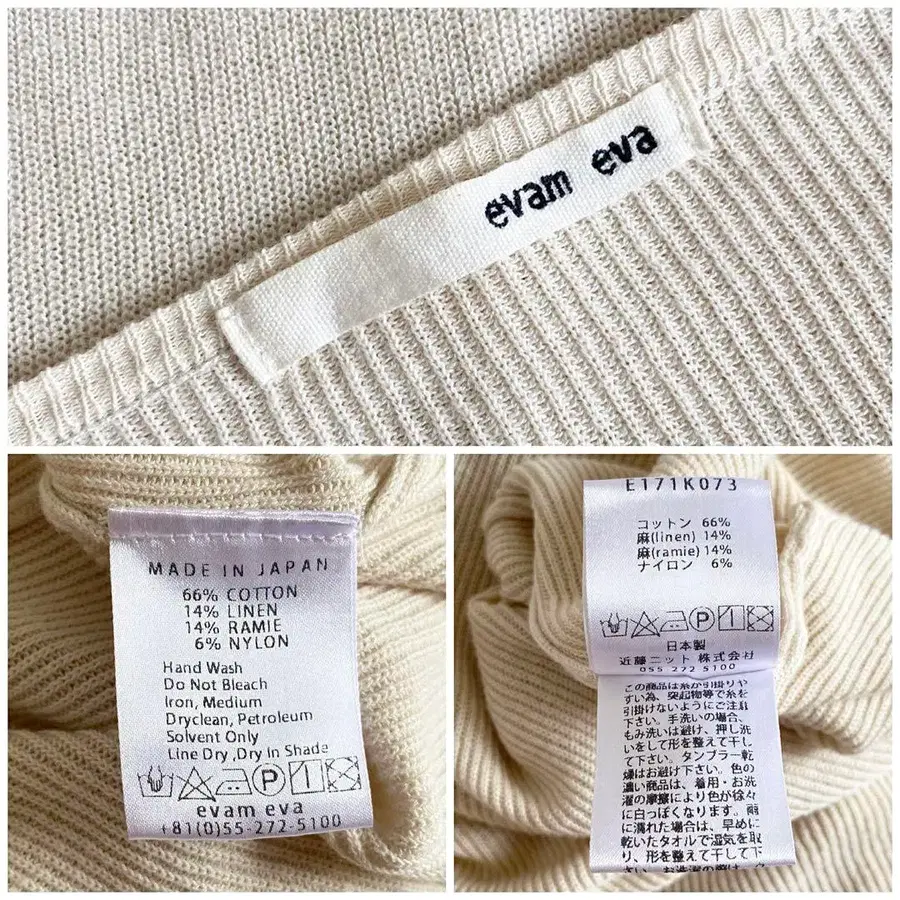 evam eva
MADE IN JAPAN
66% COTTON
14% LINEN
14% RAMIE
6% NYLON
Hand Wash
Do Not Bleach
Iron, Medium
Dryclean, Petroleum
Solvent Only
Line Dry ,Dry In Shade
P
evam eva
+81(0)55-272-5100
E171K073
コットン 66%
麻(linen) 14%
麻(ramie) 14%
ナイロン 6%
P
日本製
近藤ニット 株式会社
055 272 5100
この商品は糸が引掛りや
すい為、突起物等で糸を
引掛けないようにご注意
下さい。手洗いの場合、
もみ洗いは避け、押し洗
いをして形を整えて干し
て下さい。タンブラー乾
燥はお避け下さい。色の
濃い商品は、着用・お洗
濯の摩擦により色が徐々
に白っぽくなります。雨
に濡れた場合は、早めに
乾いたタオルで湿気を取
り、形を整えて干して下